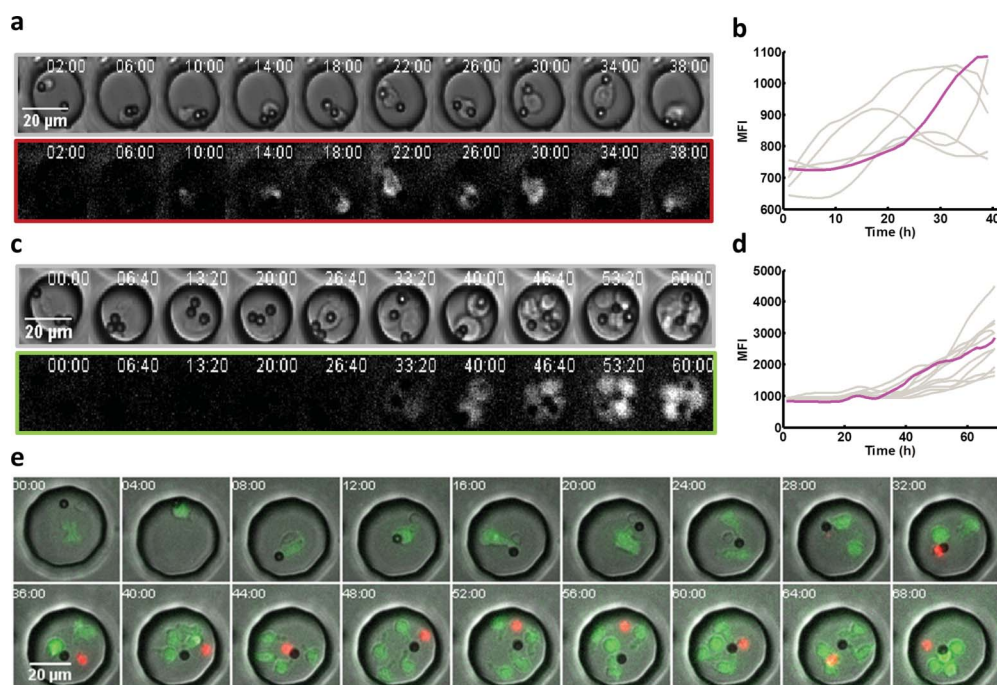 a
02:00 06:00 10:00 14:00 18:00 22:00 26:00 30:00 34:00 38:00
20 µm
02:00 06:00 10:00 14:00 18:00 22:00 26:00 30:00 34:00 38:00
b
1100
1000
900
800
700
600
MFI
0 10 20 30 40
Time (h)
c
00:00 06:40 13:20 20:00 26:40 33:20 40:00 46:40 53:20 60:00
20 µm
00:00 06:40 13:20 20:00 26:40 33:20 40:00 46:40 53:20 60:00
d
5000
4000
3000
2000
1000
0
MFI
0 20 40 60
Time (h)
e
00:00 04:00 08:00 12:00 16:00 20:00 24:00 28:00 32:00
36:00 40:00 44:00 48:00 52:00 56:00 60:00 64:00 68:00
20 µm